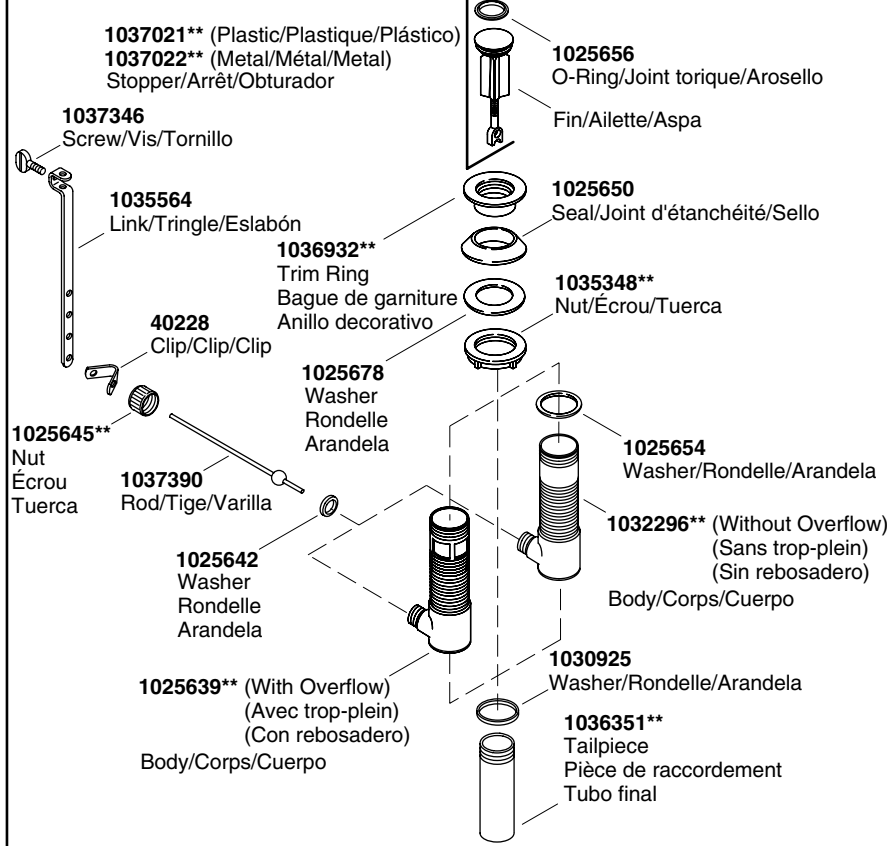 1037021** (Plastic/Plastique/Plástico)
1037022** (Metal/Métal/Metal)
Stopper/Arrêt/Obturador
1025656
O-Ring/Joint torique/Arosello
Fin/Ailette/Aspa
1037346
Screw/Vis/Tornillo
1035564
Link/Tringle/Eslabón
1025650
Seal/Joint d'étanchéité/Sello
1036932**
Trim Ring
Bague de garniture
Anillo decorativo
1035348**
Nut/Écrou/Tuerca
40228
Clip/Clip/Clip
1025678
Washer
Rondelle
Arandela
1025645**
Nut
Écrou
Tuerca
1037390
Rod/Tige/Varilla
1025654
Washer/Rondelle/Arandela
1032296** (Without Overflow)
(Sans trop-plein)
(Sin rebosadero)
Body/Corps/Cuerpo
1025642
Washer
Rondelle
Arandela
1025639** (With Overflow)
(Avec trop-plein)
(Con rebosadero)
Body/Corps/Cuerpo
1030925
Washer/Rondelle/Arandela
1036351**
Tailpiece
Pièce de raccordement
Tubo final